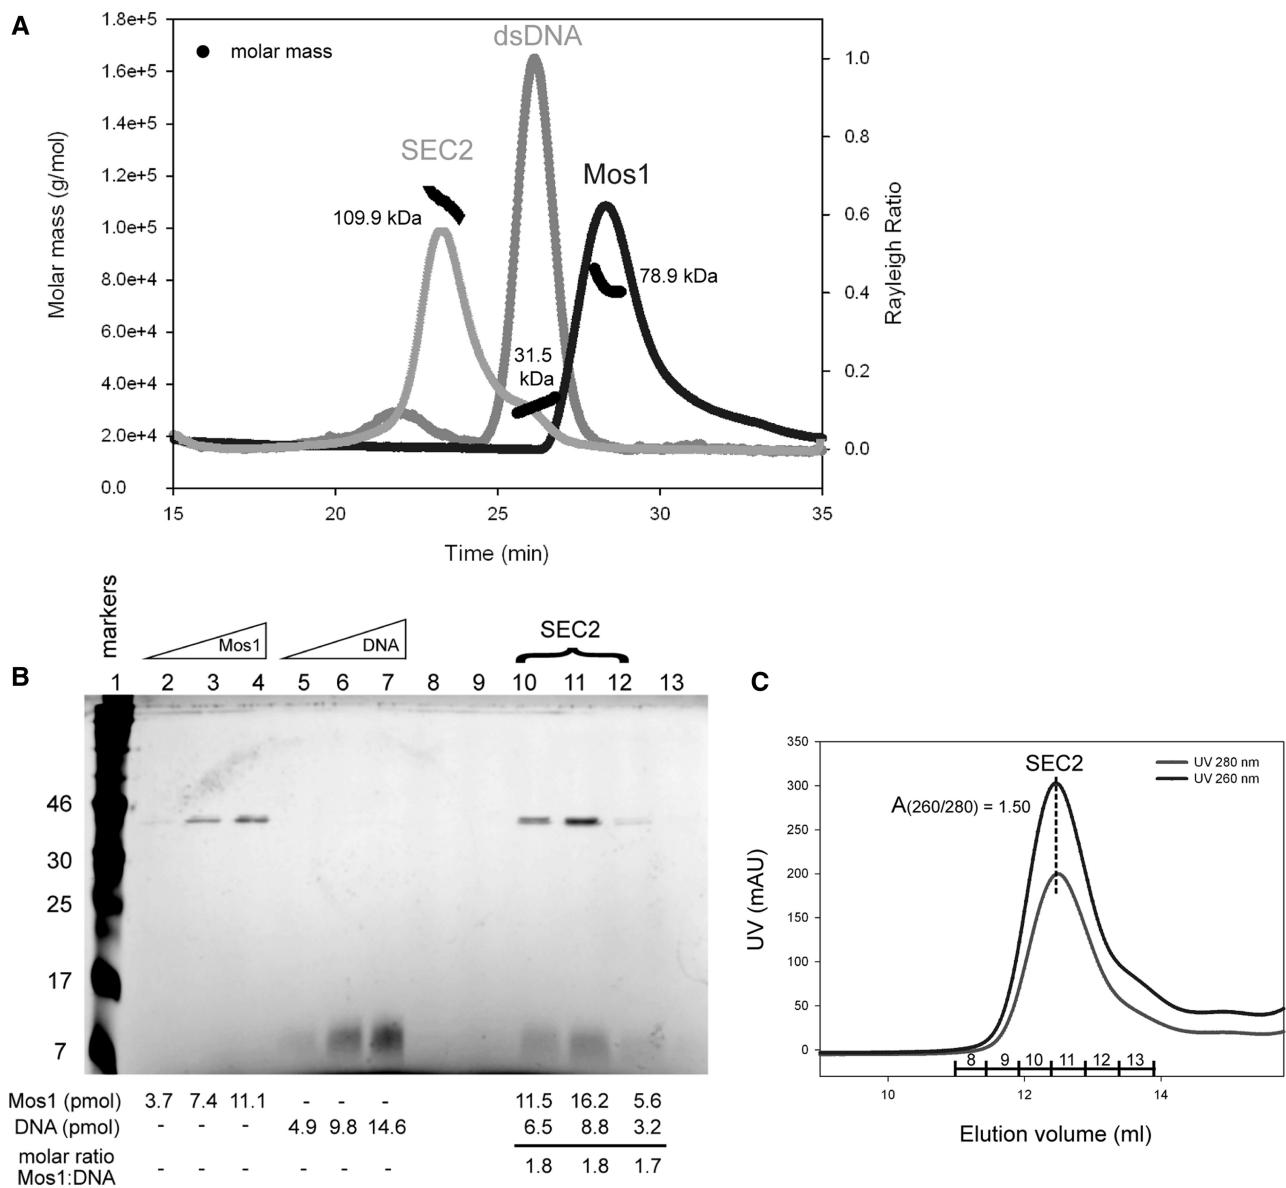 A
molar mass
1.8e+5
1.6e+5
1.4e+5
1.2e+5
1.0e+5
8.0e+4
6.0e+4
4.0e+4
2.0e+4
0.0
Molar mass (g/mol)
SEC2
109.9 kDa
dsDNA
31.5
kDa
Mos1
78.9 kDa
1.0
0.8
0.6
0.4
0.2
0.0
Rayleigh Ratio
15
20
25
30
35
Time (min)
B
markers
Mos1
DNA
SEC2
1 2 3 4 5 6 7 8 9 10 11 12 13
46
30
25
17
7
Mos1 (pmol) 3.7 7.4 11.1 - - - 11.5 16.2 5.6
DNA (pmol) - - - 4.9 9.8 14.6 6.5 8.8 3.2
molar ratio
Mos1:DNA - - - - - - 1.8 1.8 1.7
C
350
300
250
200
150
100
50
0
UV (mAU)
SEC2
A(260/280) = 1.50
UV 280 nm
UV 260 nm
8 9 10 11 12 13
10
12
14
Elution volume (ml)